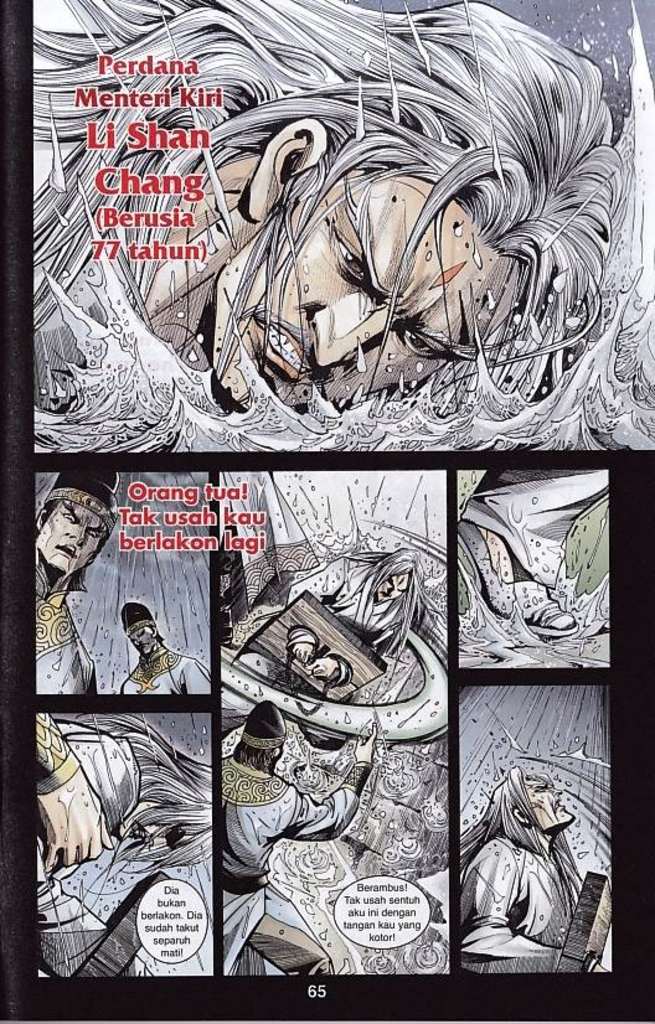 Perdana
Menteri Kiri
Li Shan
Chang
(Berusia
77 tahun)
Orang tua!
Tak usah kau
berlakon lagi
Dia
bukan
berlakon. Dia
sudah takut
separuh
mati!
Berambus!
Tak usah sentuh
aku ini dengan
tangan kau yang
kotor!
65